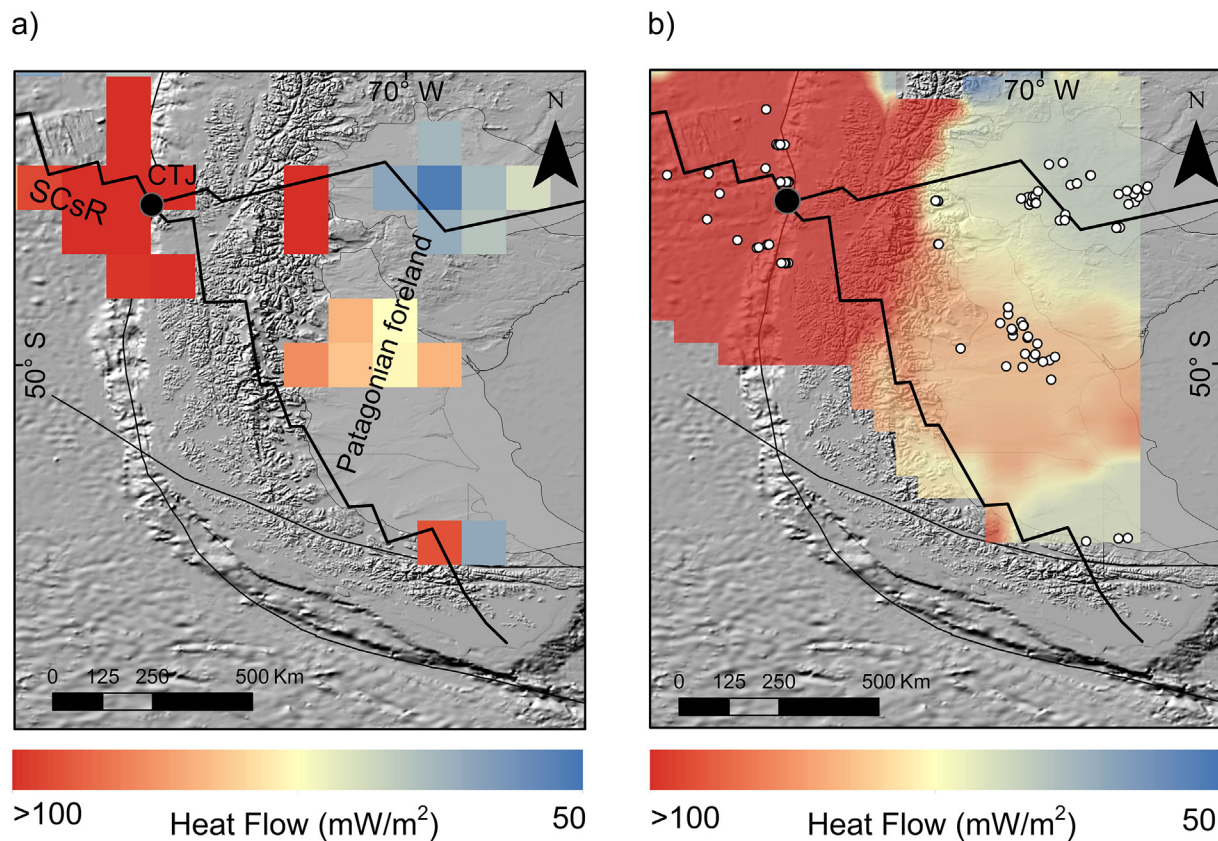 a)
b)
70° W
N
CTJ
SCsR
Patagonian foreland
50° S
0 125 250 500 Km
>100 50
Heat Flow (mW/m²)
70° W
N
50° S
0 125 250 500 Km
>100 50
Heat Flow (mW/m²)